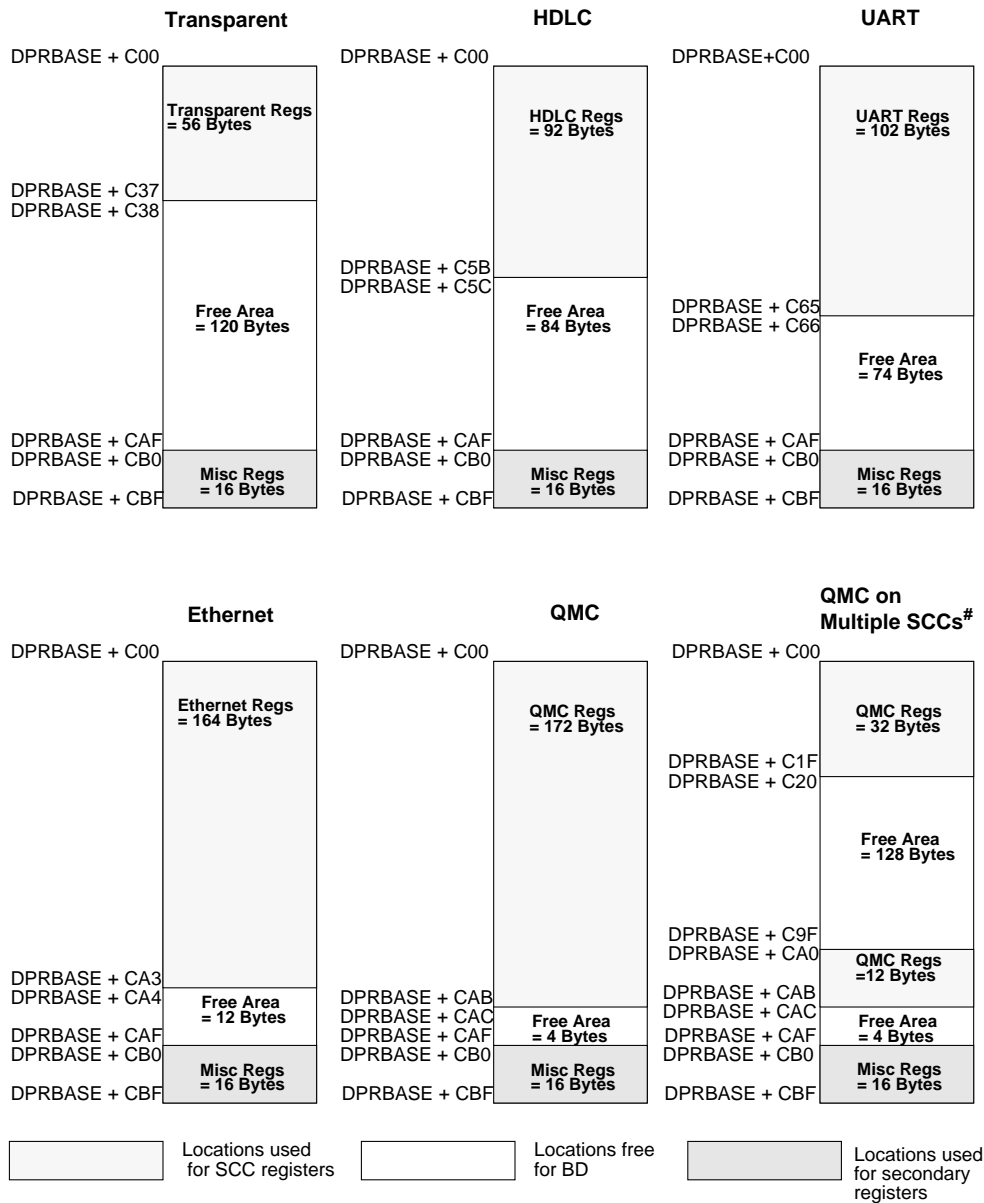 Transparent
DPRBASE + C00
Transparent Regs
= 56 Bytes
DPRBASE + C37
DPRBASE + C38
Free Area
= 120 Bytes
DPRBASE + CAF
DPRBASE + CB0
Misc Regs
= 16 Bytes
DPRBASE + CBF
HDLC
DPRBASE + C00
HDLC Regs
= 92 Bytes
DPRBASE + C5B
DPRBASE + C5C
Free Area
= 84 Bytes
DPRBASE + CAF
DPRBASE + CB0
Misc Regs
= 16 Bytes
DPRBASE + CBF
UART
DPRBASE+C00
UART Regs
= 102 Bytes
DPRBASE + C65
DPRBASE + C66
Free Area
= 74 Bytes
DPRBASE + CAF
DPRBASE + CB0
Misc Regs
= 16 Bytes
DPRBASE + CBF
Ethernet
DPRBASE + C00
Ethernet Regs
= 164 Bytes
DPRBASE + CA3
DPRBASE + CA4
Free Area
= 12 Bytes
DPRBASE + CAF
DPRBASE + CB0
Misc Regs
= 16 Bytes
DPRBASE + CBF
QMC
DPRBASE + C00
QMC Regs
= 172 Bytes
DPRBASE + CAB
DPRBASE + CAC
Free Area
DPRBASE + CAF
= 4 Bytes
DPRBASE + CB0
Misc Regs
= 16 Bytes
DPRBASE + CBF
QMC on
Multiple SCCs#
DPRBASE + C00
QMC Regs
= 32 Bytes
DPRBASE + C1F
DPRBASE + C20
Free Area
= 128 Bytes
DPRBASE + C9F
DPRBASE + CA0
QMC Regs
=12 Bytes
DPRBASE + CAB
DPRBASE + CAC
Free Area
DPRBASE + CAF
= 4 Bytes
DPRBASE + CB0
Misc Regs
= 16 Bytes
DPRBASE + CBF
Locations used
for SCC registers
Locations free
for BD
Locations used
for secondary
registers